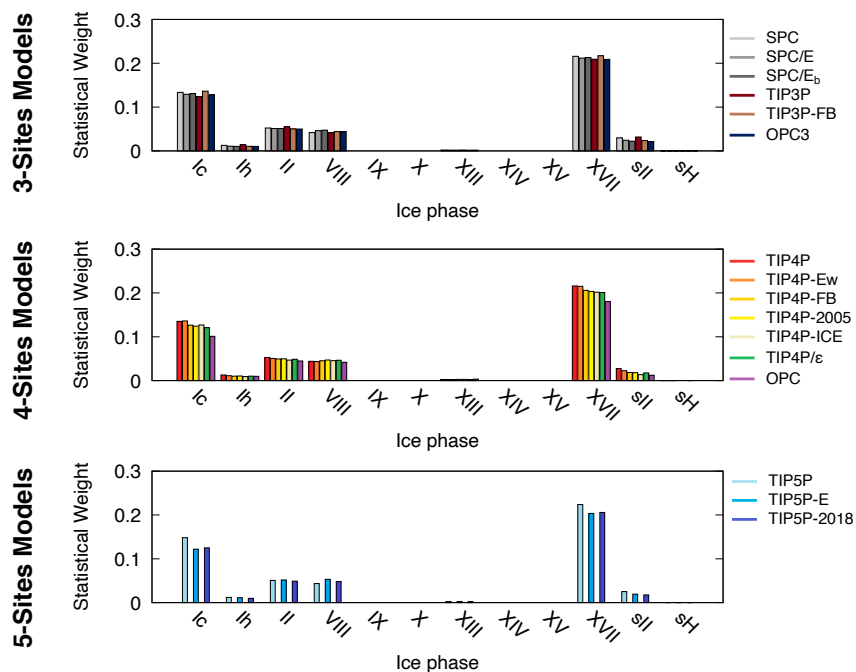 3-Sites Models
Statistical Weight
0.3
0.2
0.1
0
Ic
Ih
II
VIII
IX
X
XIII
XIV
XV
XVII
sII
sH
Ice phase
SPC
SPC/E
SPC/Eb
TIP3P
TIP3P-FB
OPC3
4-Sites Models
Statistical Weight
0.3
0.2
0.1
0
Ic
Ih
II
VIII
IX
X
XIII
XIV
XV
XVII
sII
sH
Ice phase
TIP4P
TIP4P-Ew
TIP4P-FB
TIP4P-2005
TIP4P-ICE
TIP4P/ε
OPC
5-Sites Models
Statistical Weight
0.3
0.2
0.1
0
Ic
Ih
II
VIII
IX
X
XIII
XIV
XV
XVII
sII
sH
Ice phase
TIP5P
TIP5P-E
TIP5P-2018